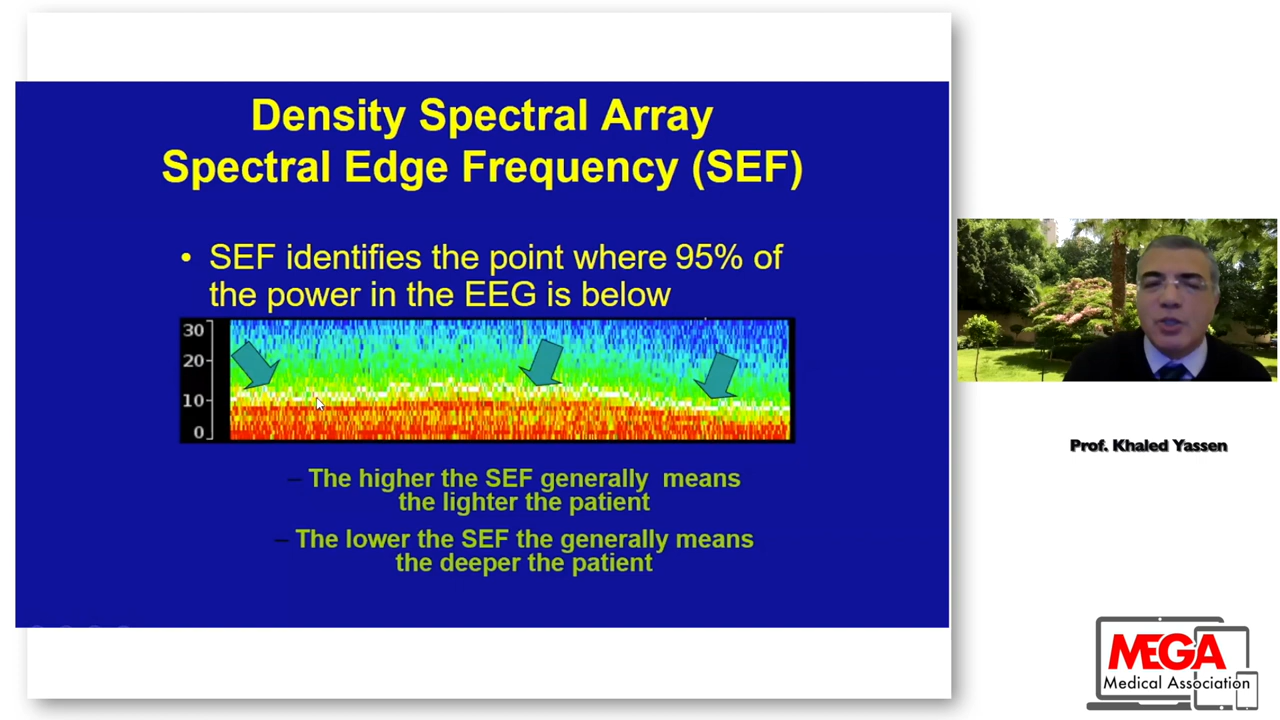 Density Spectral Array
Spectral Edge Frequency (SEF)
• SEF identifies the point where 95% of
the power in the EEG is below
30
20
10
0
– The higher the SEF generally means
the lighter the patient
– The lower the SEF the generally means
the deeper the patient
Prof. Khaled Yassen
MEGA
Medical Association